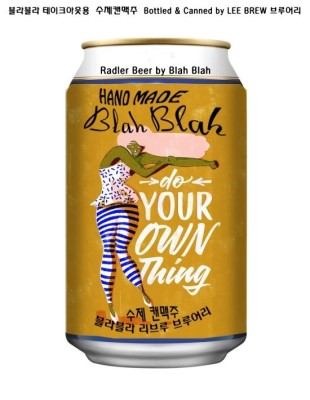 블라블라 테이크아웃용 수제캔맥주 Bottled & Canned by LEE BREW 브루어리
Radler Beer by Blah Blah
HAND MADE
Blah Blah
do
YOUR
OWN
Thing
수제 캔맥주
블라블라 리브루 브루어리